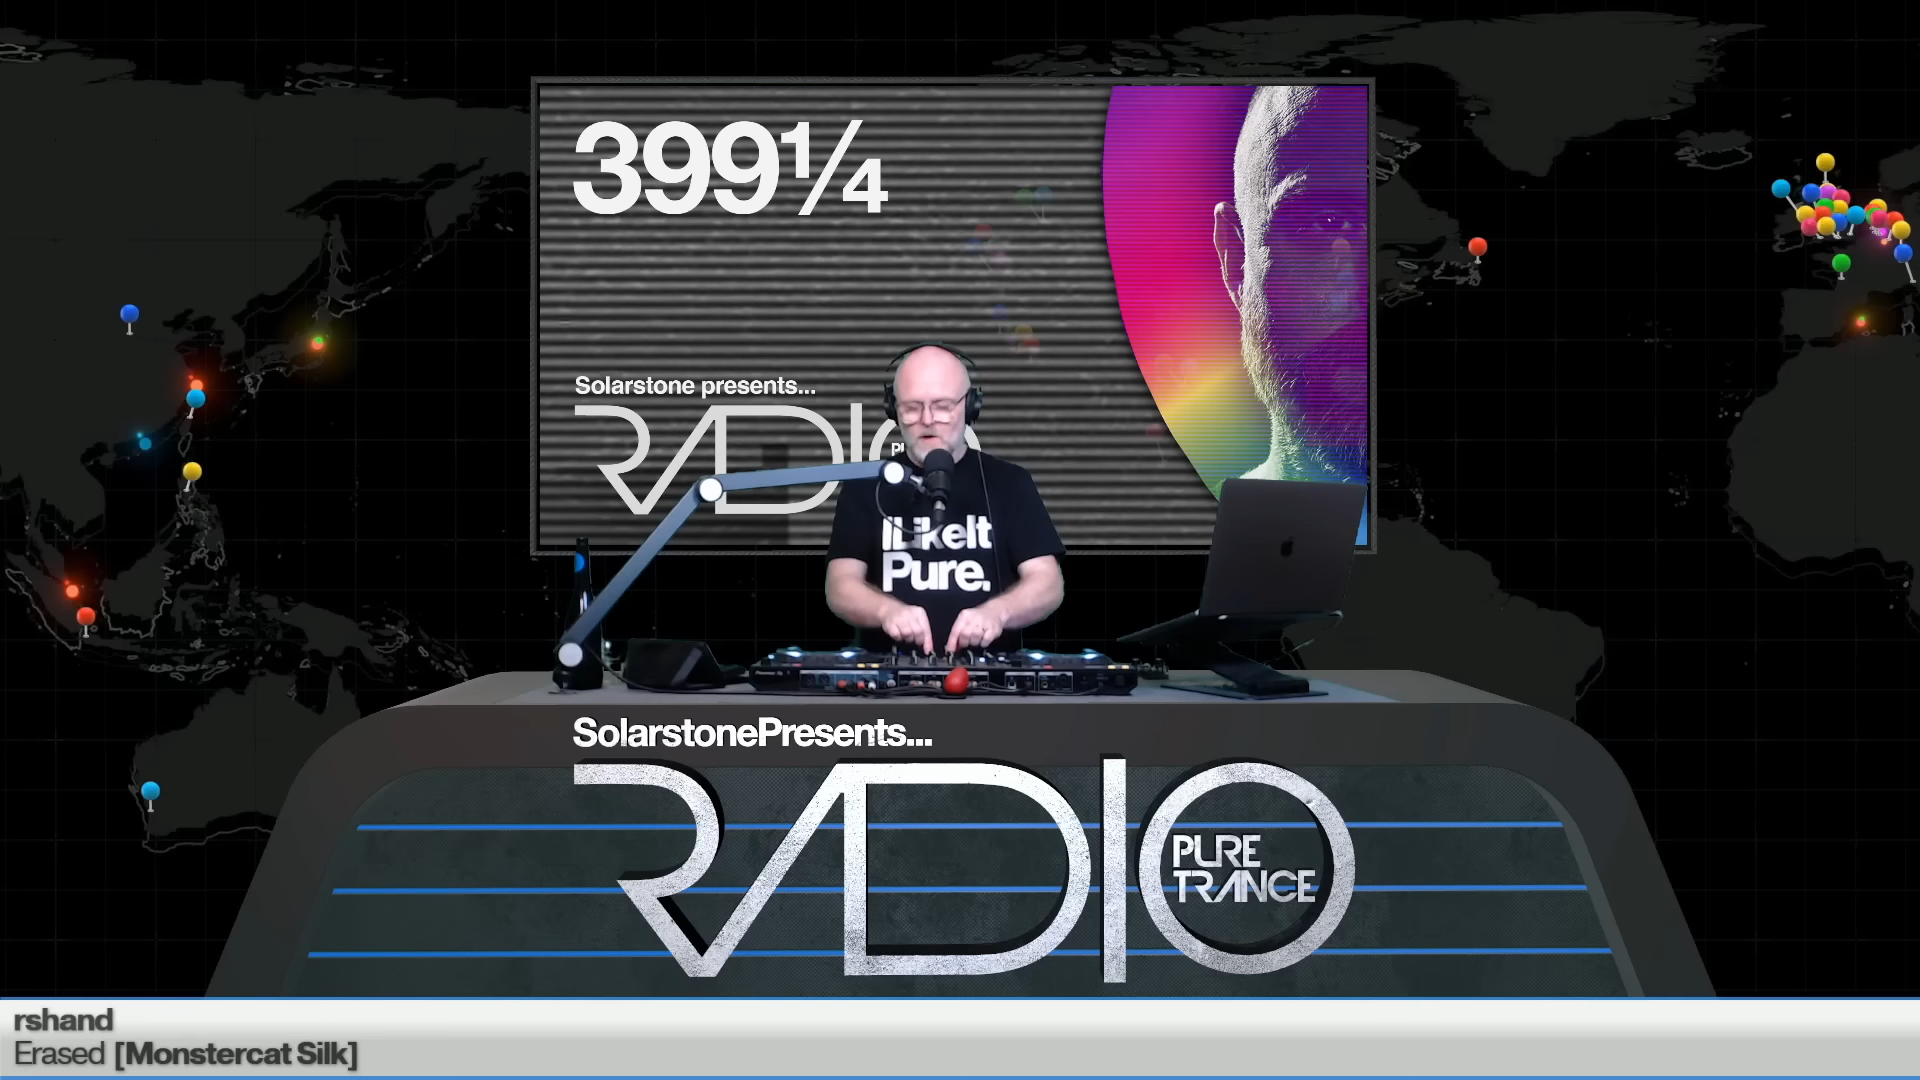 399¼
Solarstone presents...
RADIO
ILikeIt
Pure.
SolarstonePresents...
RADIO
PURE
TRANCE
rshand
Erased [Monstercat Silk]